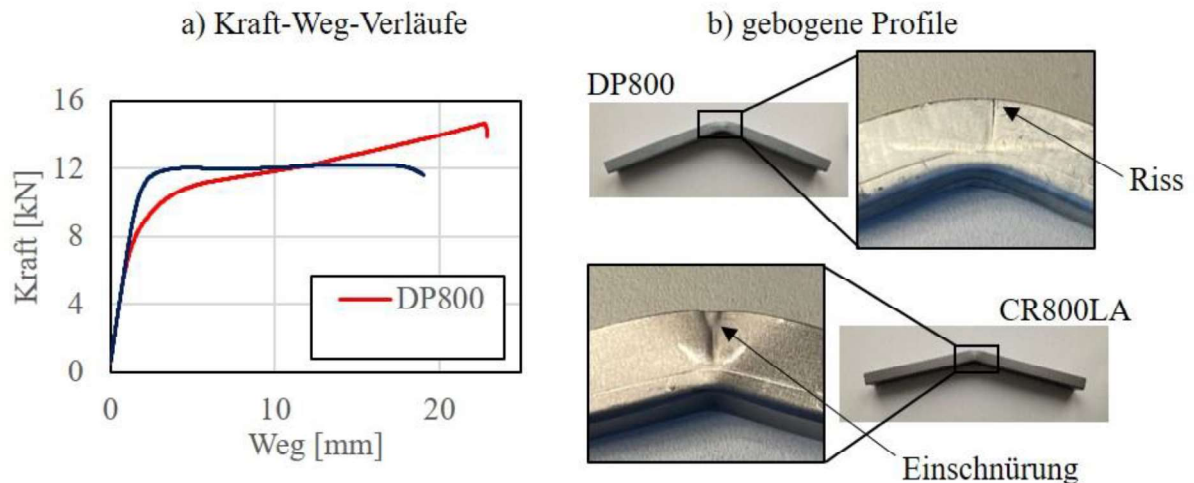 a) Kraft-Weg-Verläufe
b) gebogene Profile
16
12
8
4
0
0
10
20
Kraft [kN]
Weg [mm]
DP800
DP800
Riss
CR800LA
Einschnürung